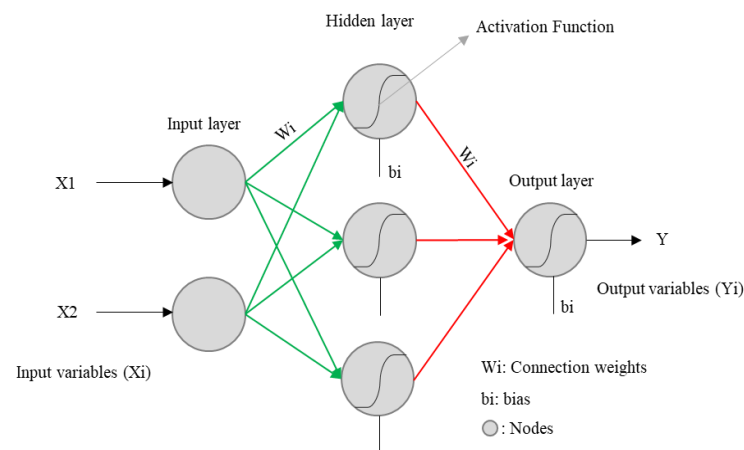 Hidden layer
Activation Function
Input layer
Wi
X1
bi
Wi
Output layer
Y
X2
Output variables (Yi)
bi
Input variables (Xi)
Wi: Connection weights
bi: bias
: Nodes